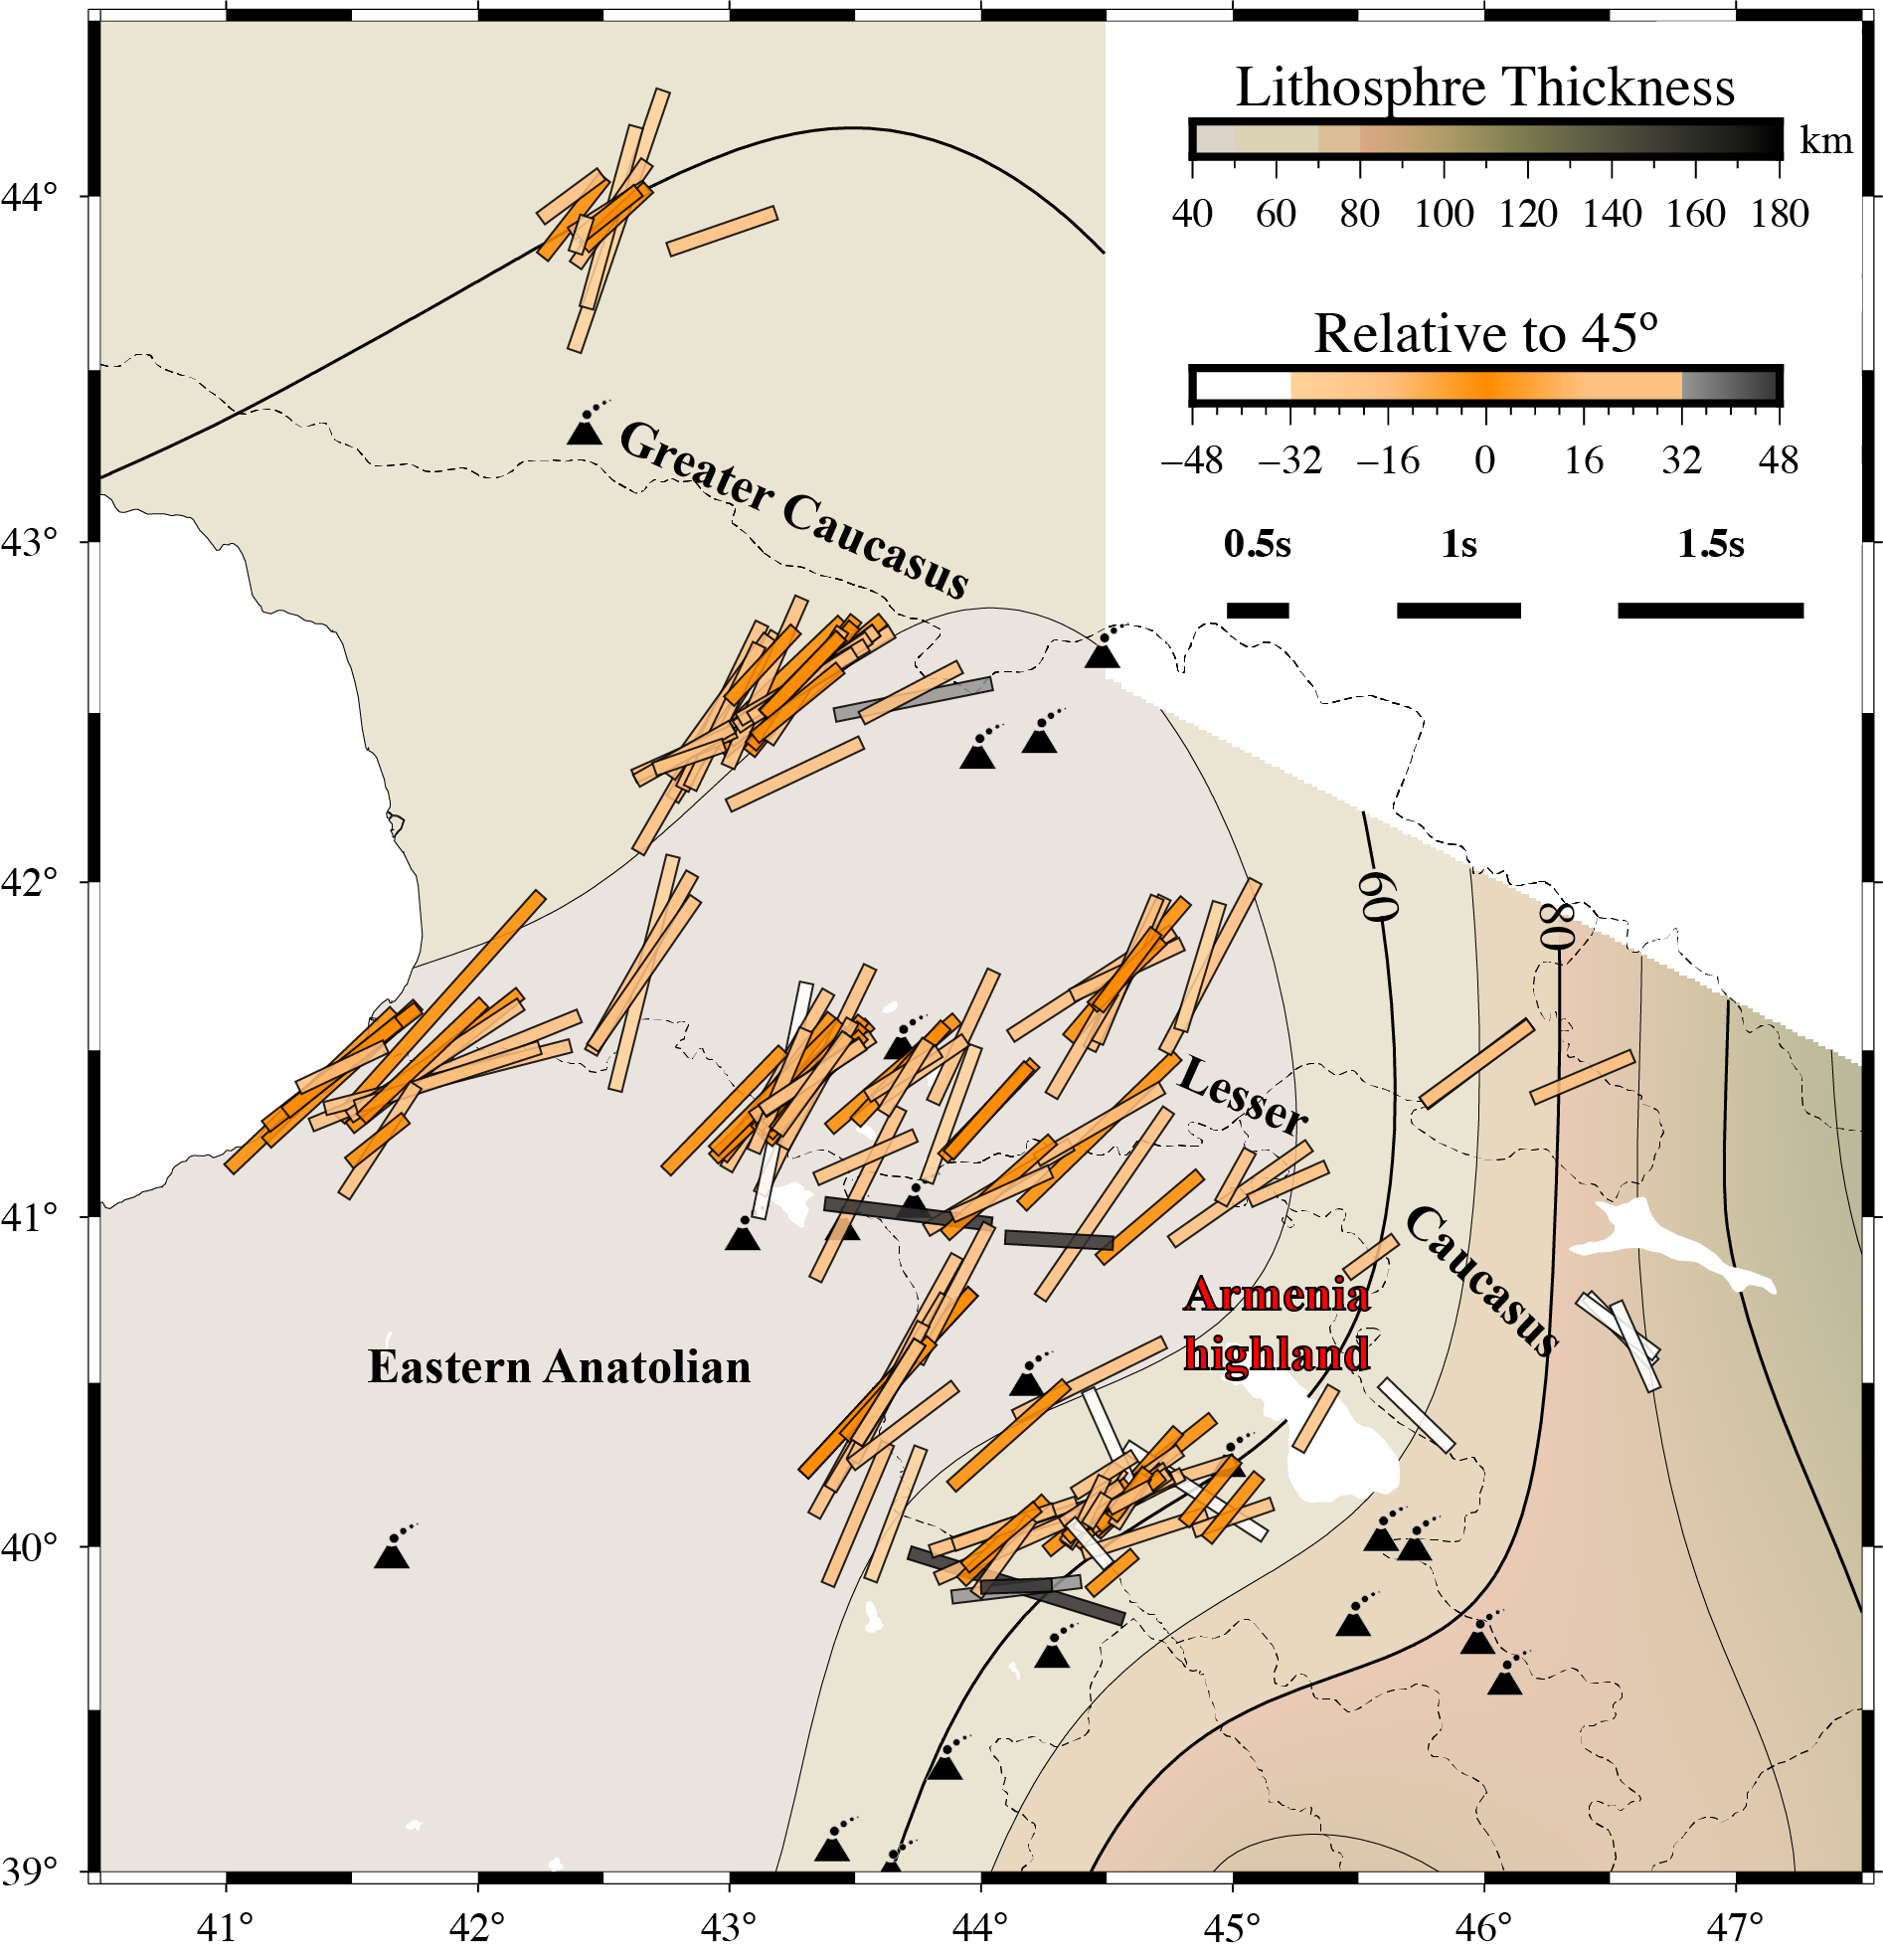 Lithosphre Thickness
km
40 60 80 100 120 140 160 180
Relative to 45°
−48 −32 −16 0 16 32 48
0.5s 1s 1.5s
44°
43°
42°
41°
40°
39°
Greater Caucasus
60
80
Lesser
Caucasus
Armenia
highland
Eastern Anatolian
41° 42° 43° 44° 45° 46° 47°